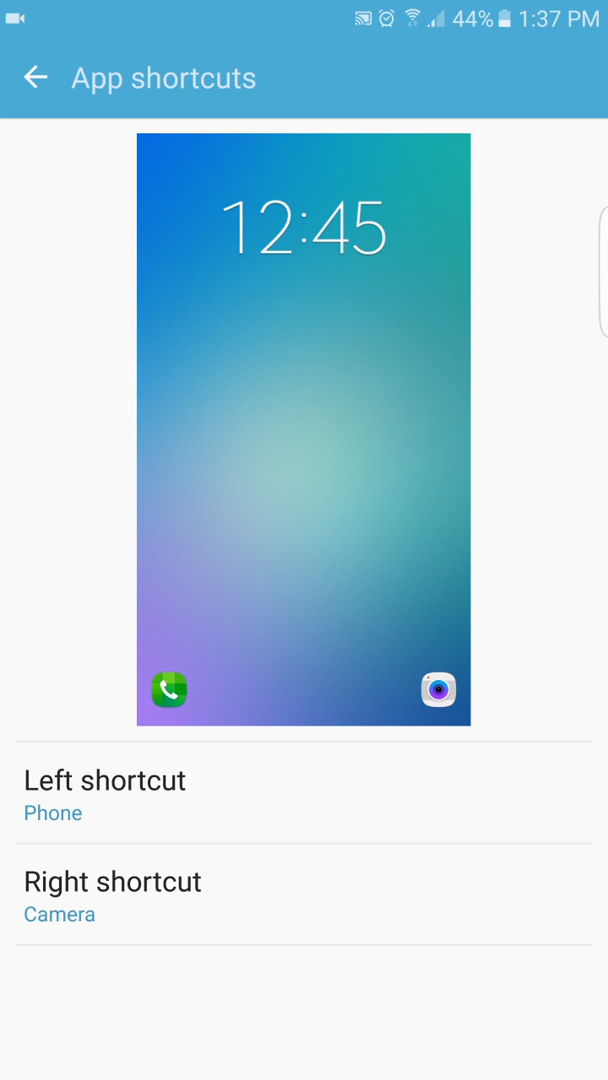 44% 1:37 PM
App shortcuts
12:45
Left shortcut
Phone
Right shortcut
Camera